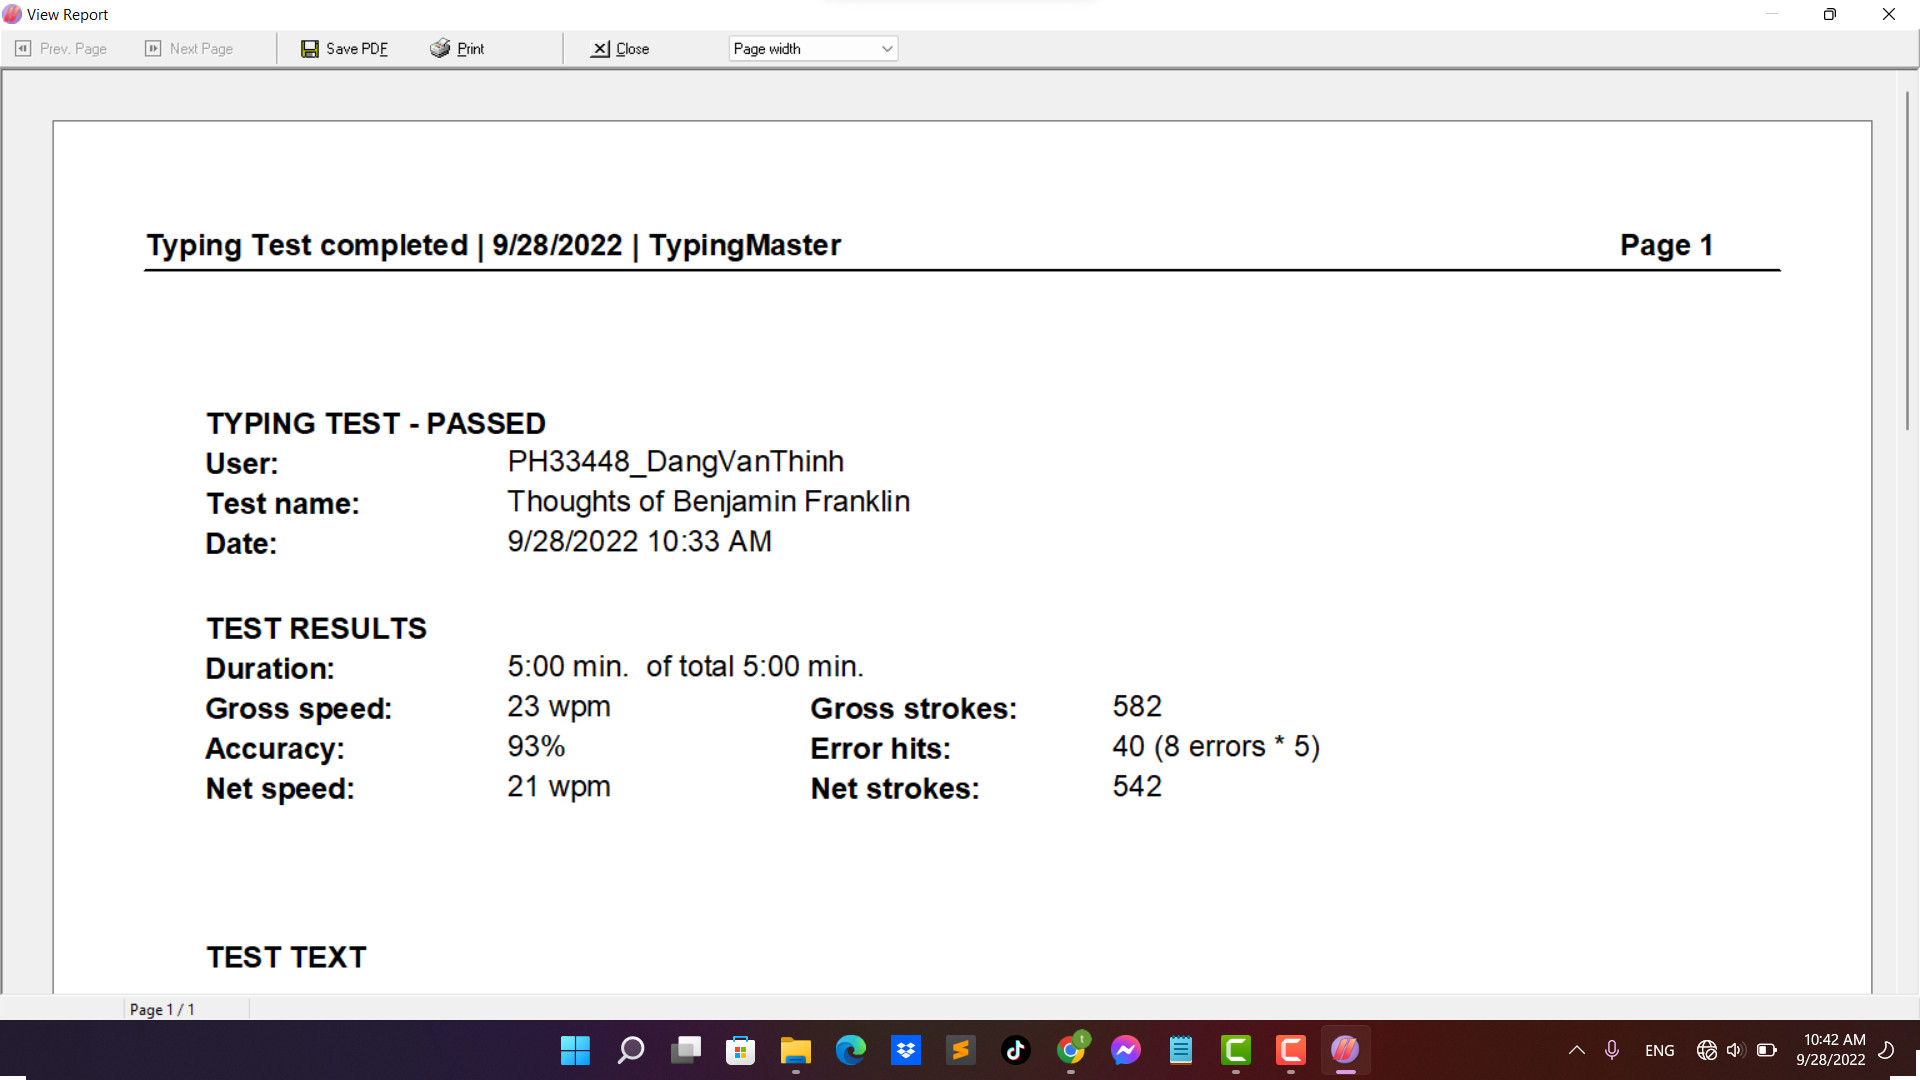 View Report
Prev. Page Next Page Save PDF Print Close Page width
Typing Test completed | 9/28/2022 | TypingMaster Page 1
TYPING TEST - PASSED
User: PH33448_DangVanThinh
Test name: Thoughts of Benjamin Franklin
Date: 9/28/2022 10:33 AM
TEST RESULTS
Duration: 5:00 min. of total 5:00 min.
Gross speed: 23 wpm Gross strokes: 582
Accuracy: 93% Error hits: 40 (8 errors * 5)
Net speed: 21 wpm Net strokes: 542
TEST TEXT
Page 1 / 1
t
ENG
10:42 AM
9/28/2022